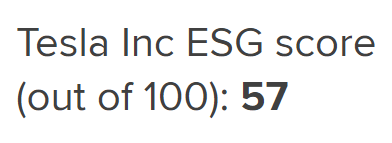 Tesla Inc ESG score
(out of 100): 57